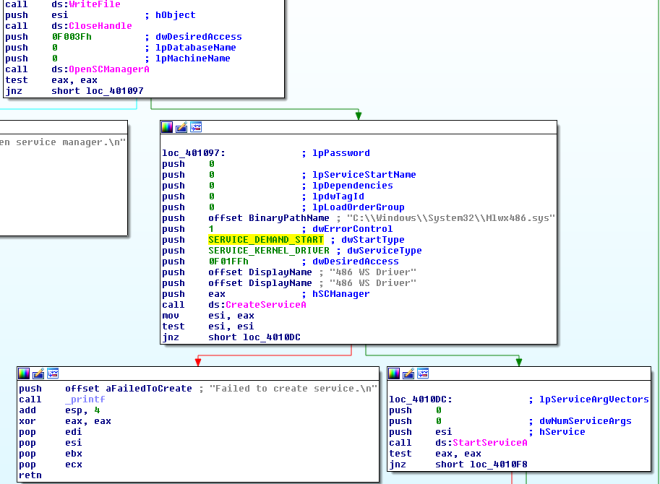 call ds:WriteFile
push esi ; hObject
call ds:CloseHandle
push 0F003Fh ; dwDesiredAccess
push 0 ; lpDatabaseName
push 0 ; lpMachineName
call ds:OpenSCManagerA
test eax, eax
jnz short loc_401097
en service manager.\n"
loc_401097: ; lpPassword
push 0
push 0 ; lpServiceStartName
push 0 ; lpDependencies
push 0 ; lpdwTagId
push 0 ; lpLoadOrderGroup
push offset BinaryPathName ; "C:\\Windows\\System32\\Mlwx486.sys"
push 1 ; dwErrorControl
push SERVICE_DEMAND_START ; dwStartType
push SERVICE_KERNEL_DRIVER ; dwServiceType
push 0F01FFh ; dwDesiredAccess
push offset DisplayName ; "486 WS Driver"
push offset DisplayName ; "486 WS Driver"
push eax ; hSCManager
call ds:CreateServiceA
mov esi, eax
test esi, esi
jnz short loc_4010DC
push offset aFailedToCreate ; "Failed to create service.\n"
call _printf
add esp, 4
xor eax, eax
pop edi
pop esi
pop ebx
pop ecx
retn
loc_4010DC: ; lpServiceArgVectors
push 0
push 0 ; dwNumServiceArgs
push esi ; hService
call ds:StartServiceA
test eax, eax
jnz short loc_4010F8